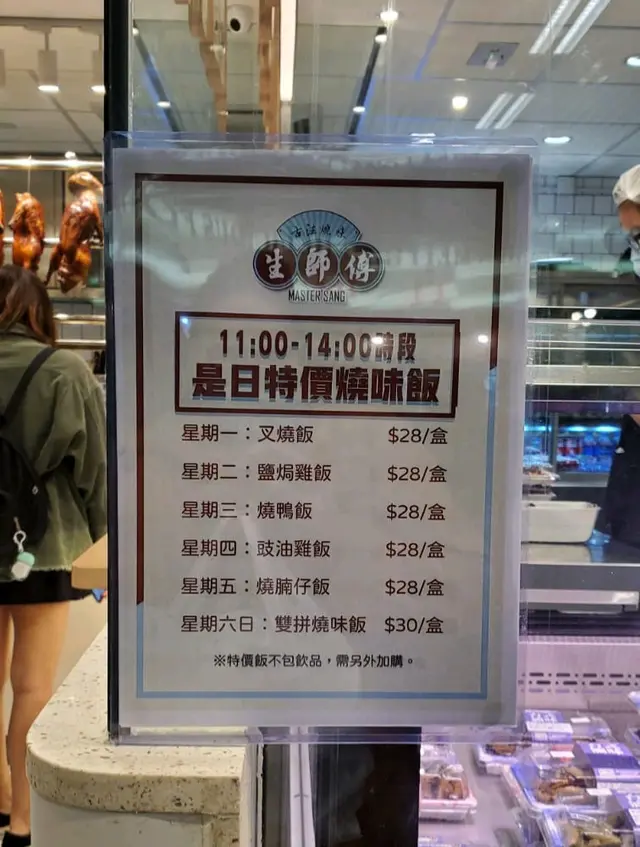 古法燒味
生師傅
MASTER SANG
11:00-14:00時段
是日特價燒味飯
星期一：叉燒飯 $28/盒
星期二：鹽焗雞飯 $28/盒
星期三：燒鴨飯 $28/盒
星期四：豉油雞飯 $28/盒
星期五：燒腩仔飯 $28/盒
星期六日：雙拼燒味飯 $30/盒
※特價飯不包飲品，需另外加購。